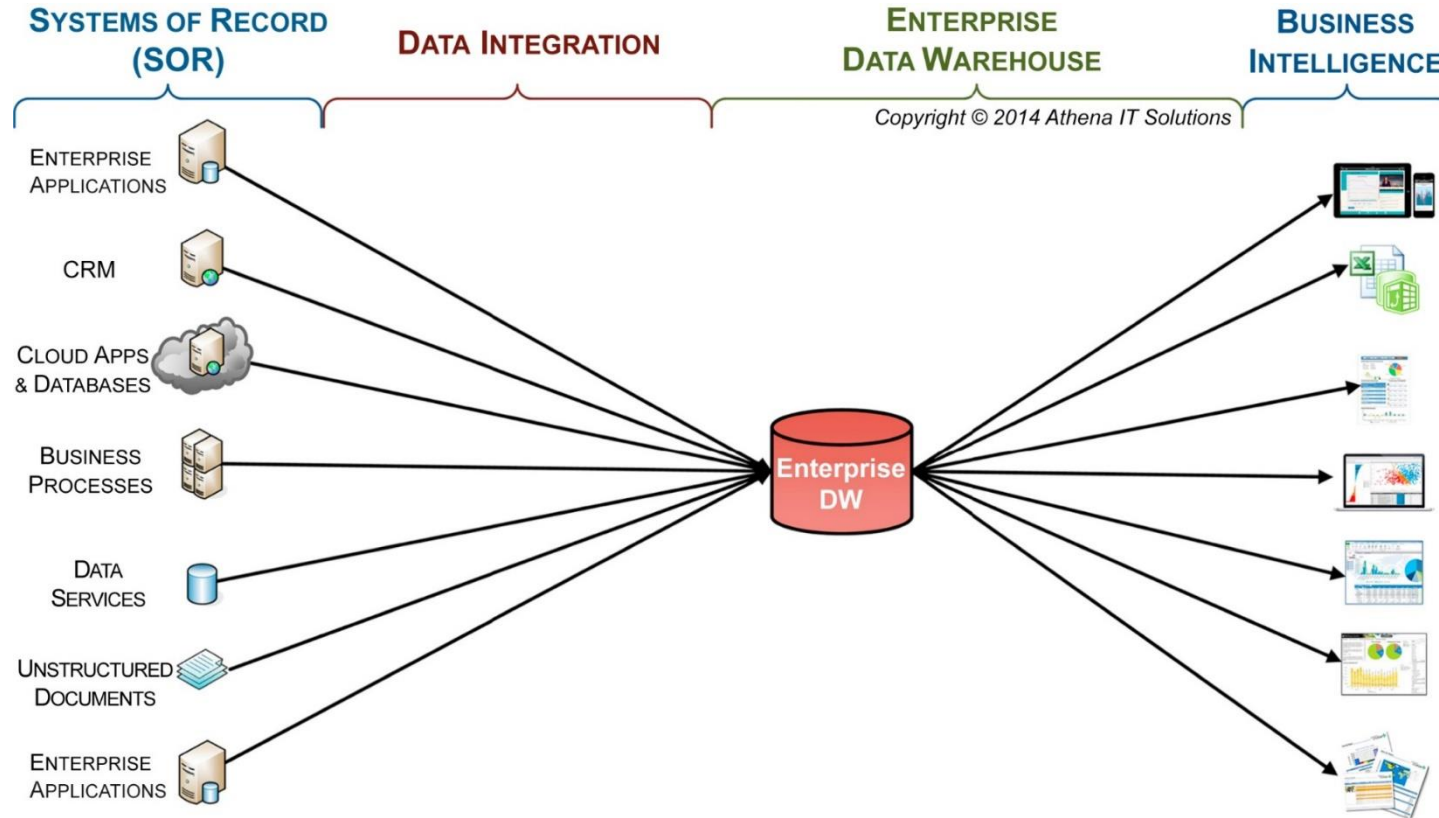 SYSTEMS OF RECORD
(SOR)
DATA INTEGRATION
ENTERPRISE
DATA WAREHOUSE
BUSINESS
INTELLIGENCE
Copyright © 2014 Athena IT Solutions
ENTERPRISE
APPLICATIONS
CRM
CLOUD APPS
& DATABASES
BUSINESS
PROCESSES
Enterprise
DW
DATA
SERVICES
UNSTRUCTURED
DOCUMENTS
ENTERPRISE
APPLICATIONS